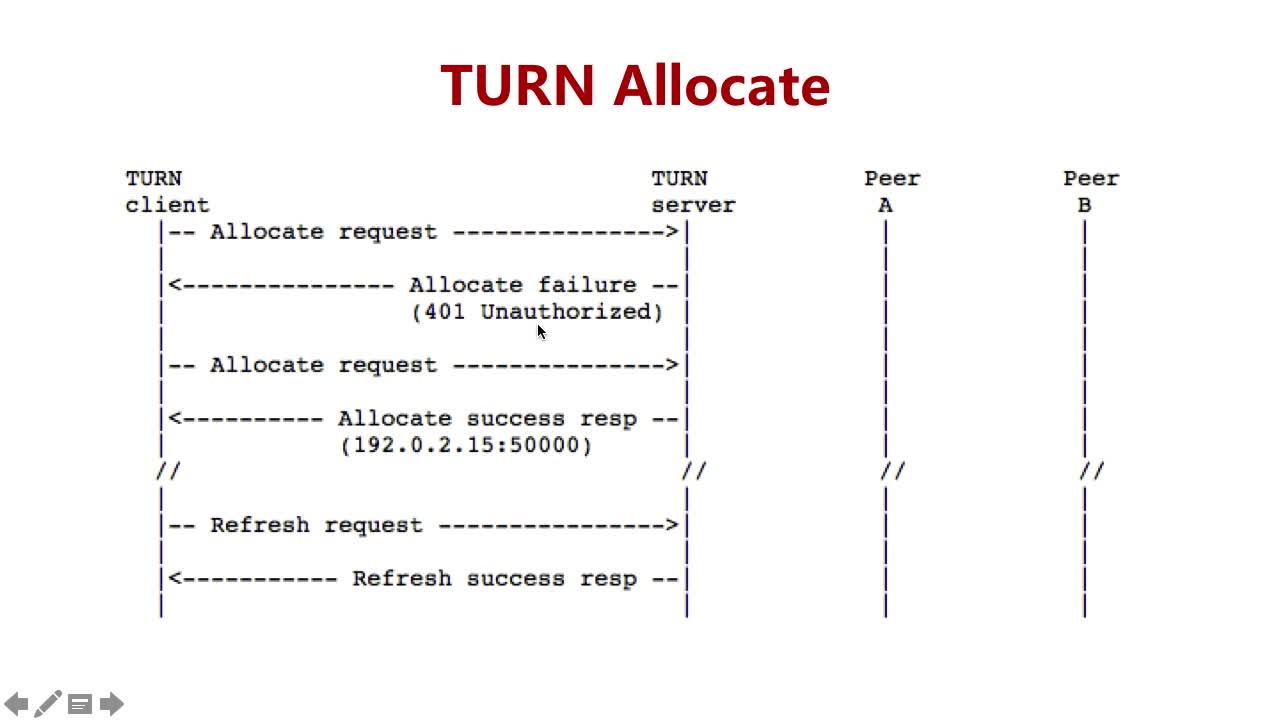 TURN Allocate
TURN TURN Peer Peer
client server A B
|-- Allocate request --------------->| | |
| | | |
|<--------------- Allocate failure --| | |
| (401 Unauthorized) | | |
| | | |
|-- Allocate request --------------->| | |
| | | |
|<---------- Allocate success resp --| | |
| (192.0.2.15:50000) | | |
// // // //
| | | |
|-- Refresh request ---------------->| | |
| | | |
|<----------- Refresh success resp --| | |
| | | |